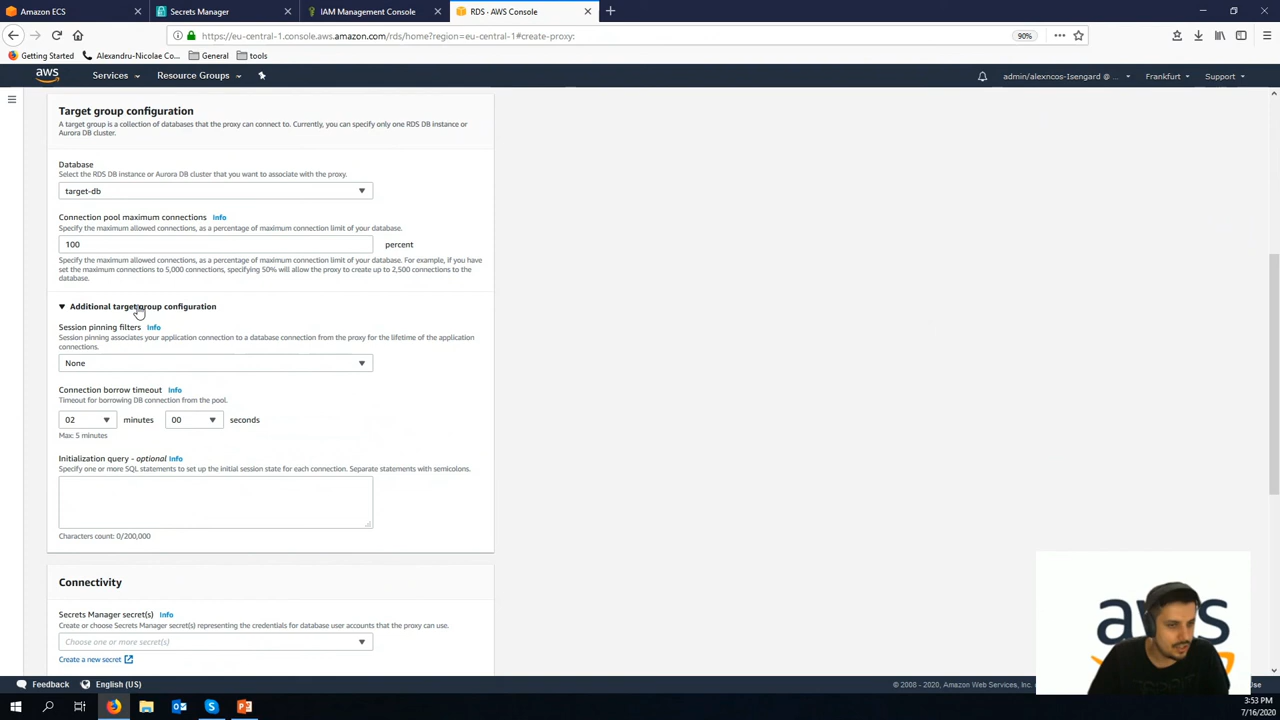 Amazon ECS
Secrets Manager
IAM Management Console
RDS - AWS Console
https://eu-central-1.console.aws.amazon.com/rds/home?region=eu-central-1#create-proxy:
90%
Getting Started
Alexandru-Nicolae Co...
General
tools
aws
Services
Resource Groups
admin/alexncos-Isengard @ ...
Frankfurt
Support
Target group configuration
A target group is a collection of databases that the proxy can connect to. Currently, you can specify only one RDS DB instance or
Aurora DB cluster.
Database
Select the RDS DB instance or Aurora DB cluster that you want to associate with the proxy.
target-db
Connection pool maximum connections Info
Specify the maximum allowed connections, as a percentage of maximum connection limit of your database.
100
percent
Specify the maximum allowed connections, as a percentage of maximum connection limit of your database. For example, if you have
set the maximum connections to 5,000 connections, specifying 50% will allow the proxy to create up to 2,500 connections to the
database.
Additional target group configuration
Session pinning filters Info
Session pinning associates your application connection to a database connection from the proxy for the lifetime of the application
connections.
None
Connection borrow timeout Info
Timeout for borrowing DB connection from the pool.
02 minutes 00 seconds
Max: 5 minutes
Initialization query - optional Info
Specify one or more SQL statements to set up the initial session state for each connection. Separate statements with semicolons.
Characters count: 0/200,000
Connectivity
Secrets Manager secret(s) Info
Create or choose Secrets Manager secret(s) representing the credentials for database user accounts that the proxy can use.
Choose one or more secret(s)
Create a new secret
aws
Feedback
English (US)
© 2008 - 2020, Amazon Web Services, Inc.
Use
3:53 PM
7/16/2020